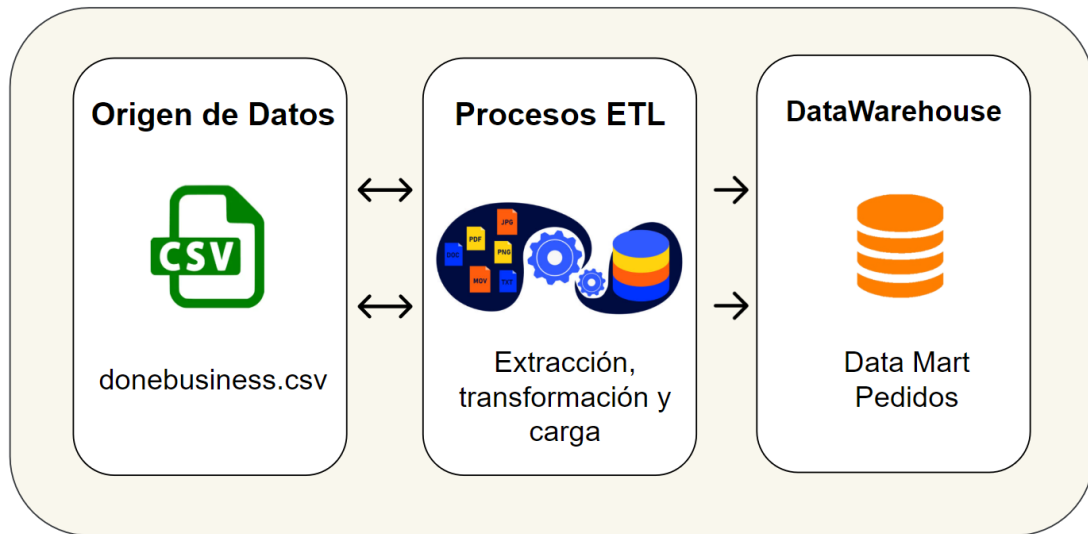 Origen de Datos
CSV
donebusiness.csv
Procesos ETL
JPG
PDF
PNG
DOC
MOV
TXT
Extracción,
transformación y
carga
DataWarehouse
Data Mart
Pedidos